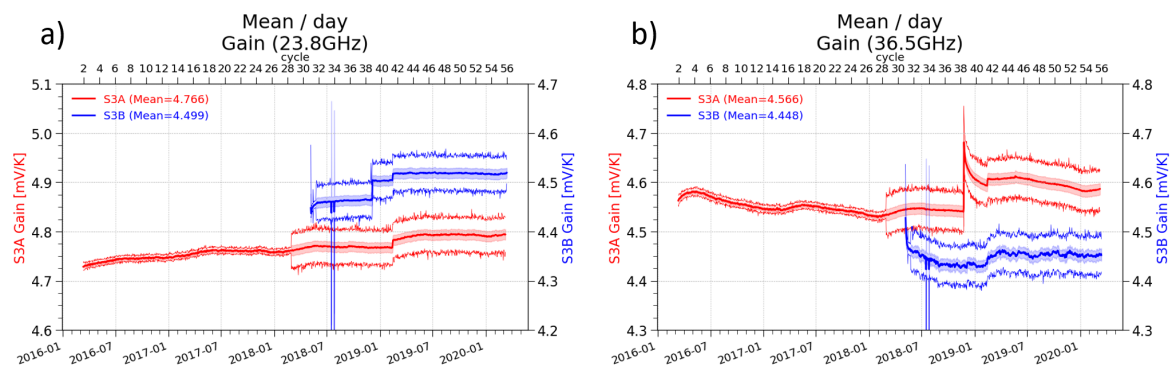 a)
Mean / day
Gain (23.8GHz)
cycle
2 4 6 8 10 12 14 16 18 20 22 24 26 28 30 32 34 36 38 40 42 44 46 48 50 52 54 56
5.1
5.0
4.9
4.8
4.7
4.6
S3A Gain [mV/K]
S3A (Mean=4.766)
S3B (Mean=4.499)
4.7
4.6
4.5
4.4
4.3
4.2
S3B Gain [mV/K]
2016-01 2016-07 2017-01 2017-07 2018-01 2018-07 2019-01 2019-07 2020-01
b)
Mean / day
Gain (36.5GHz)
cycle
2 4 6 8 10 12 14 16 18 20 22 24 26 28 30 32 34 36 38 40 42 44 46 48 50 52 54 56
4.8
4.7
4.6
4.5
4.4
4.3
S3A Gain [mV/K]
S3A (Mean=4.566)
S3B (Mean=4.448)
4.8
4.7
4.6
4.5
4.4
4.3
S3B Gain [mV/K]
2016-01 2016-07 2017-01 2017-07 2018-01 2018-07 2019-01 2019-07 2020-01